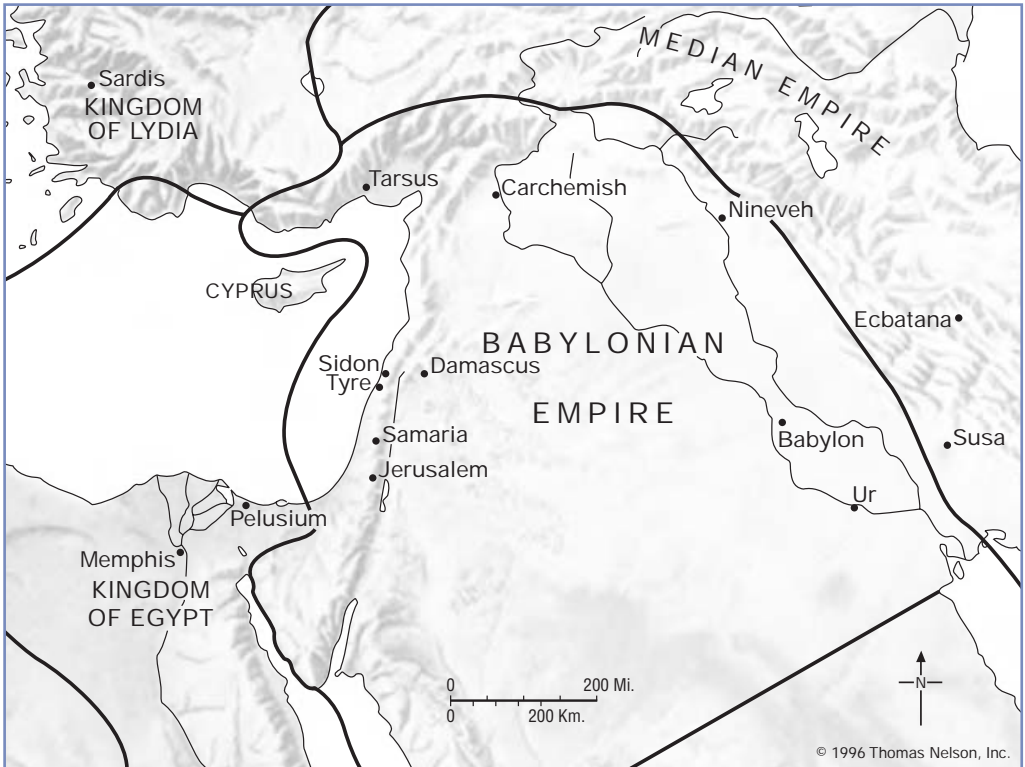 MEDIAN EMPIRE
Sardis
KINGDOM
OF LYDIA
Tarsus
Carchemish
Nineveh
CYPRUS
Ecbatana
BABYLONIAN
EMPIRE
Sidon
Tyre
Damascus
Samaria
Babylon
Susa
Jerusalem
Ur
Pelusium
Memphis
KINGDOM
OF EGYPT
0 200 Mi.
0 200 Km.
N
© 1996 Thomas Nelson, Inc.